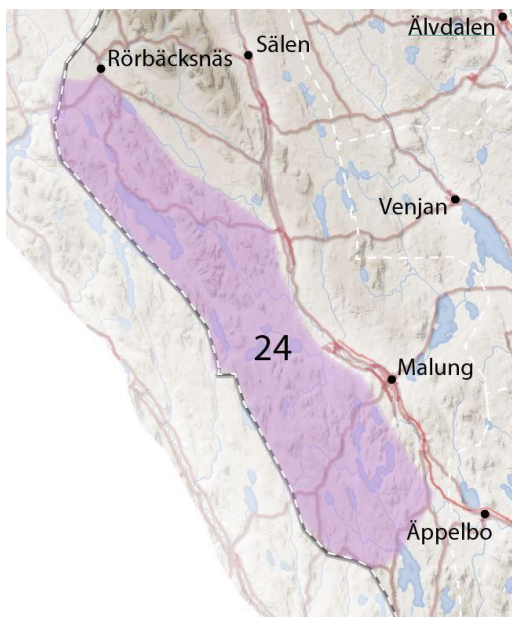 Älvdalen
Sälen
Rörbäcksnäs
Venjan
24
Malung
Äppelbo